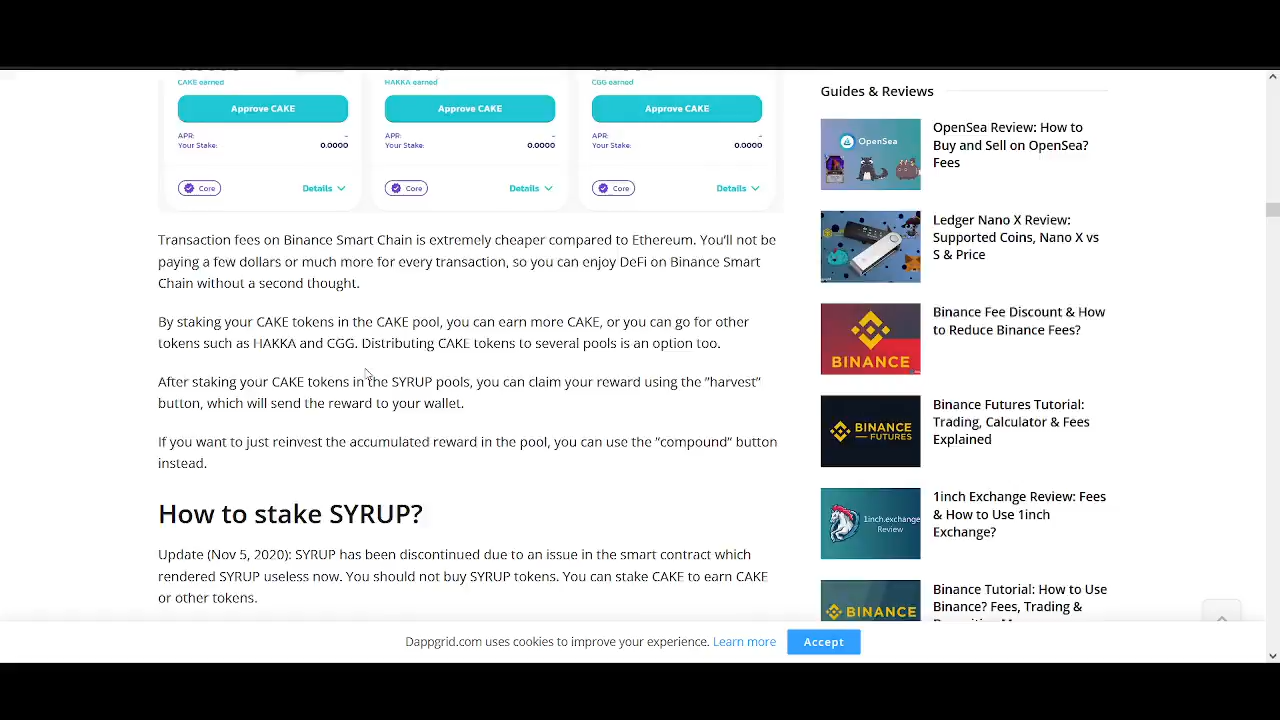 CAKE earned
HAKKA earned
CGG earned
Approve CAKE
Approve CAKE
Approve CAKE
APR: -
Your Stake: 0.0000
APR: -
Your Stake: 0.0000
APR: -
Your Stake: 0.0000
Core
Details
Core
Details
Core
Details
Transaction fees on Binance Smart Chain is extremely cheaper compared to Ethereum. You’ll not be
paying a few dollars or much more for every transaction, so you can enjoy DeFi on Binance Smart
Chain without a second thought.
By staking your CAKE tokens in the CAKE pool, you can earn more CAKE, or you can go for other
tokens such as HAKKA and CGG. Distributing CAKE tokens to several pools is an option too.
After staking your CAKE tokens in the SYRUP pools, you can claim your reward using the “harvest”
button, which will send the reward to your wallet.
If you want to just reinvest the accumulated reward in the pool, you can use the “compound” button
instead.
How to stake SYRUP?
Update (Nov 5, 2020): SYRUP has been discontinued due to an issue in the smart contract which
rendered SYRUP useless now. You should not buy SYRUP tokens. You can stake CAKE to earn CAKE
or other tokens.
Guides & Reviews
OpenSea
OpenSea Review: How to
Buy and Sell on OpenSea?
Fees
Ledger Nano X Review:
Supported Coins, Nano X vs
S & Price
BINANCE
Binance Fee Discount & How
to Reduce Binance Fees?
BINANCE
FUTURES
Binance Futures Tutorial:
Trading, Calculator & Fees
Explained
1inch.exchange
Review
1inch Exchange Review: Fees
& How to Use 1inch
Exchange?
BINANCE
Binance Tutorial: How to Use
Binance? Fees, Trading &
Dappgrid.com uses cookies to improve your experience. Learn more
Accept